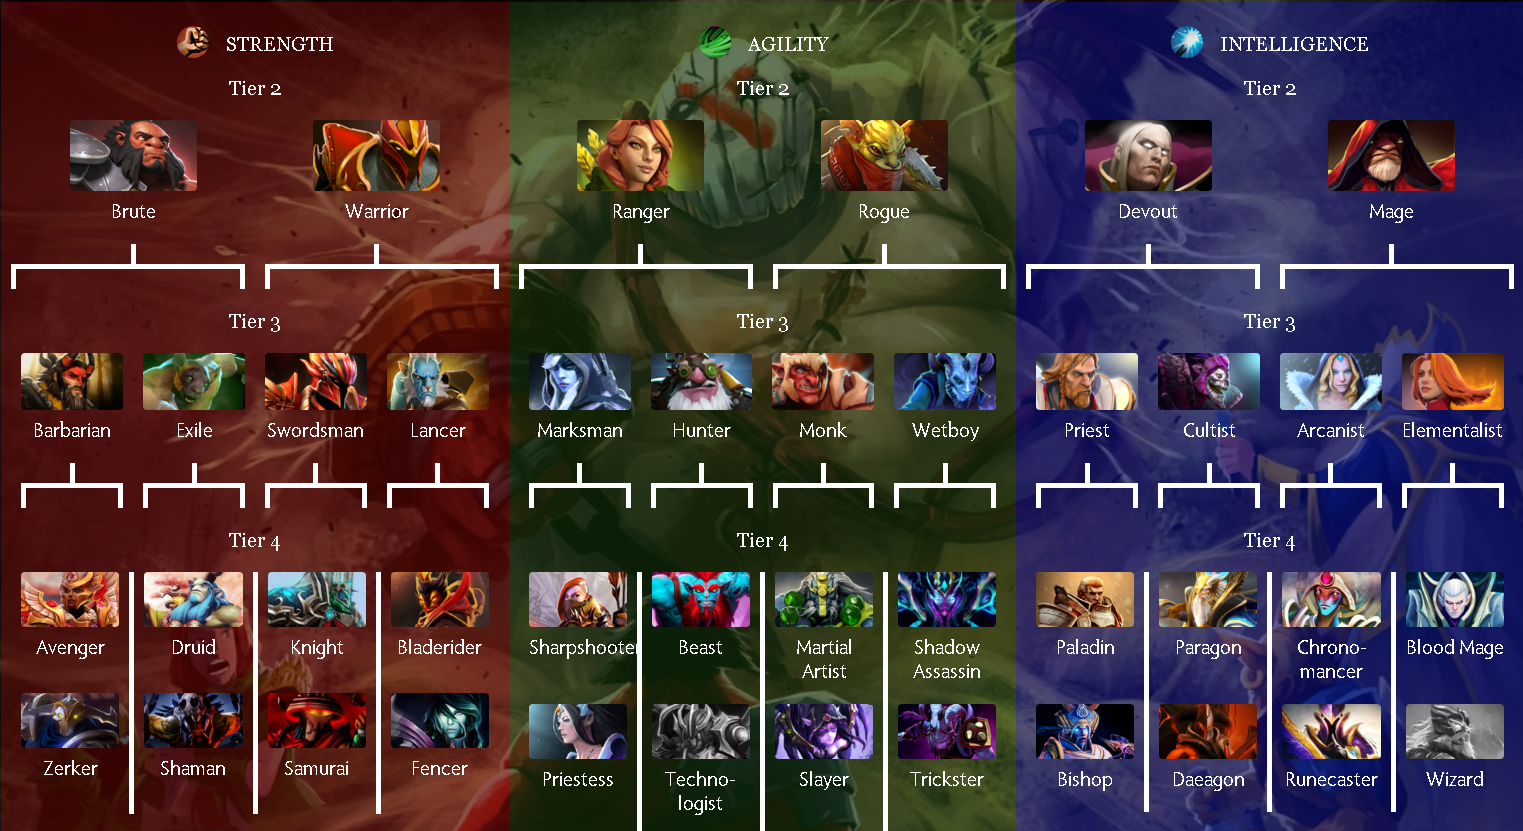 STRENGTH
Tier 2
Brute
Warrior
Tier 3
Barbarian
Exile
Swordsman
Lancer
Tier 4
Avenger
Druid
Knight
Bladerider
Zerker
Shaman
Samurai
Fencer
AGILITY
Tier 2
Ranger
Rogue
Tier 3
Marksman
Hunter
Monk
Wetboy
Tier 4
Sharpshooter
Beast
Martial
Artist
Shadow
Assassin
Priestess
Techno-
logist
Slayer
Trickster
INTELLIGENCE
Tier 2
Devout
Mage
Tier 3
Priest
Cultist
Arcanist
Elementalist
Tier 4
Paladin
Paragon
Chrono-
mancer
Blood Mage
Bishop
Daeagon
Runecaster
Wizard